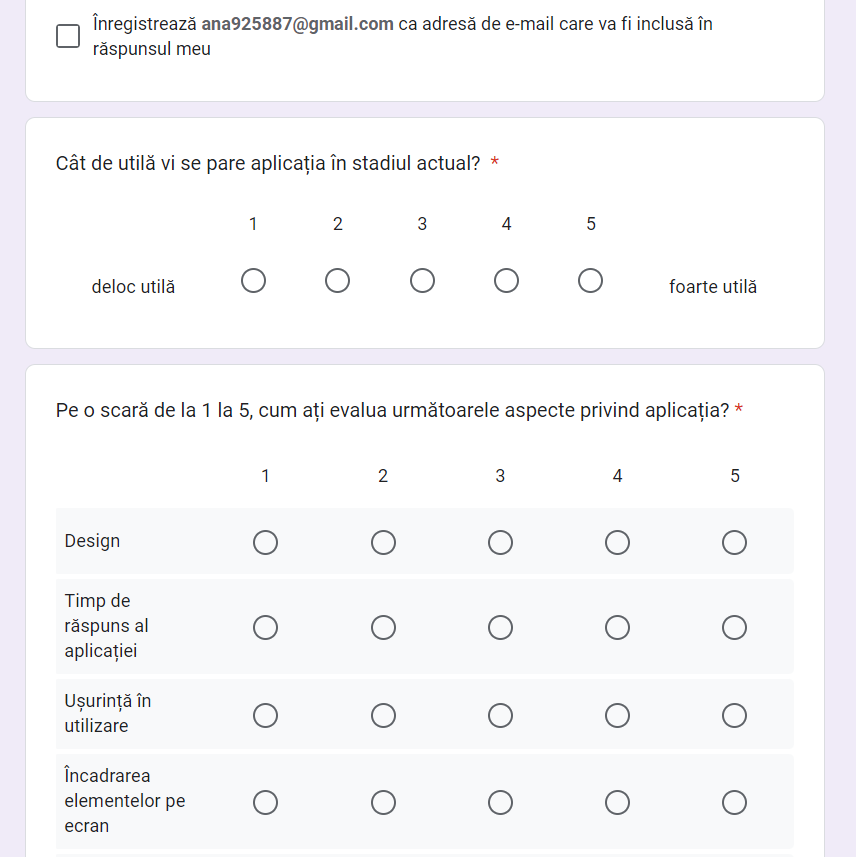 Înregistrează ana925887@gmail.com ca adresă de e-mail care va fi inclusă în
răspunsul meu
Cât de utilă vi se pare aplicația în stadiul actual? *
1 2 3 4 5
deloc utilă foarte utilă
Pe o scară de la 1 la 5, cum ați evalua următoarele aspecte privind aplicația? *
1 2 3 4 5
Design
Timp de
răspuns al
aplicației
Ușurință în
utilizare
Încadrarea
elementelor pe
ecran